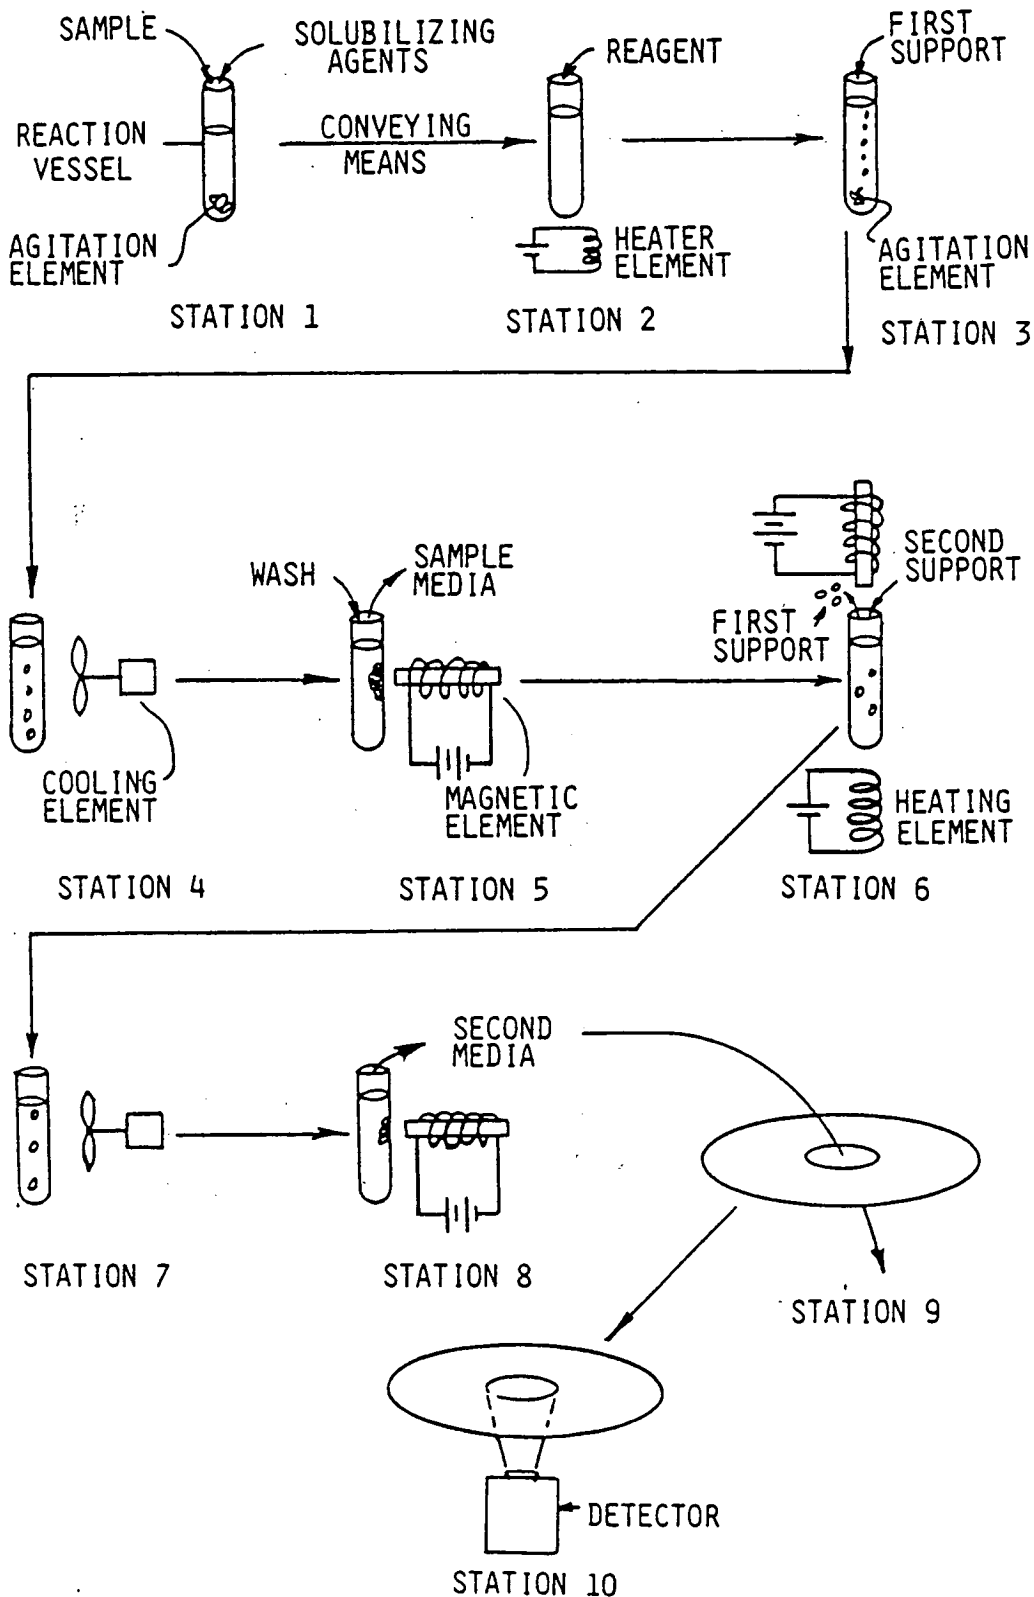 SAMPLE
SOLUBILIZING
AGENTS
REAGENT
FIRST
SUPPORT
REACTION
VESSEL
CONVEYING
MEANS
AGITATION
ELEMENT
HEATER
ELEMENT
AGITATION
ELEMENT
STATION 1
STATION 2
STATION 3
WASH
SAMPLE
MEDIA
SECOND
SUPPORT
FIRST
SUPPORT
COOLING
ELEMENT
MAGNETIC
ELEMENT
HEATING
ELEMENT
STATION 4
STATION 5
STATION 6
SECOND
MEDIA
STATION 7
STATION 8
STATION 9
DETECTOR
STATION 10